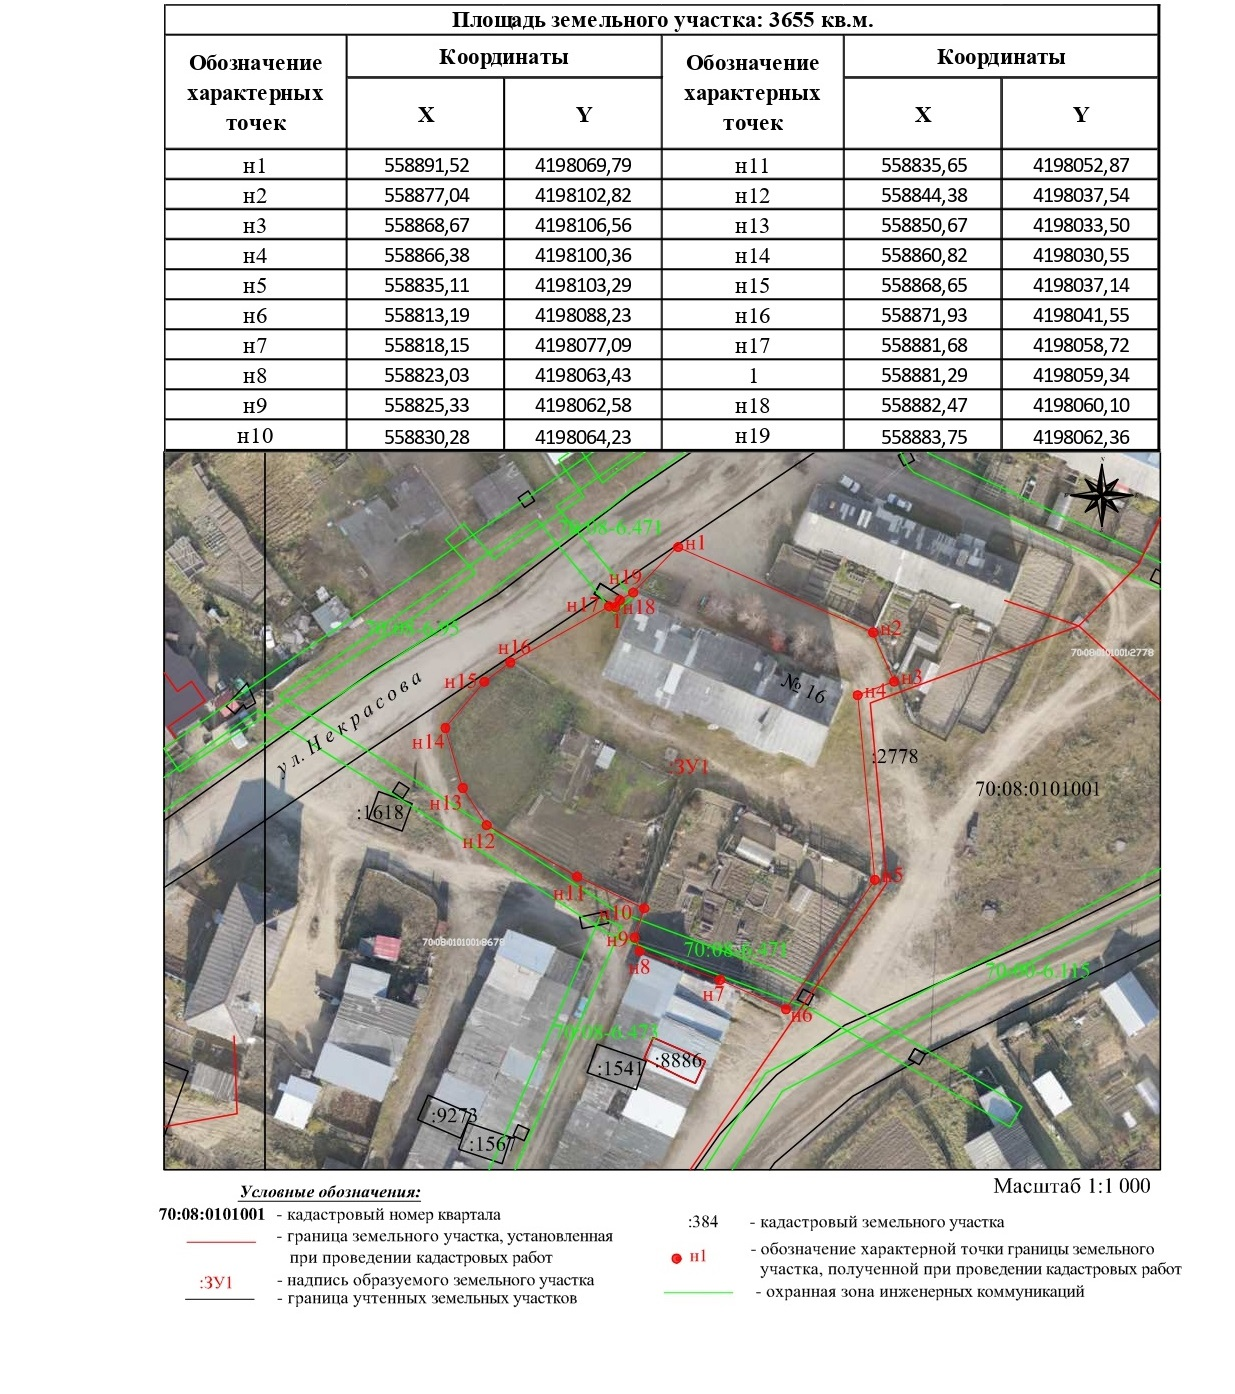 Площадь земельного участка: 3655 кв.м.
Обозначение характерных точек Координаты Обозначение характерных точек Координаты
X Y X Y
н1 558891,52 4198069,79 н11 558835,65 4198052,87
н2 558877,04 4198102,82 н12 558844,38 4198037,54
н3 558868,67 4198106,56 н13 558850,67 4198033,50
н4 558866,38 4198100,36 н14 558860,82 4198030,55
н5 558835,11 4198103,29 н15 558868,65 4198037,14
н6 558813,19 4198088,23 н16 558871,93 4198041,55
н7 558818,15 4198077,09 н17 558881,68 4198058,72
н8 558823,03 4198063,43 1 558881,29 4198059,34
н9 558825,33 4198062,58 н18 558882,47 4198060,10
н10 558830,28 4198064,23 н19 558883,75 4198062,36
70:08-6.471
н1
н19
н17
1
н18
н2
70:08:0101001:2778
н16
н15
н3
н4
№ 16
ул. Некрасова
н14
:ЗУ1
:2778
70:08:0101001
н13
:1618
н12
н5
н11
н10
н9
70:08:0101001:8678
70:08-6.471
н8
70:08-6.115
н7
н6
:1541
:8886
:9273
:1567
Масштаб 1:1 000
Условные обозначения:
70:08:0101001 - кадастровый номер квартала
- граница земельного участка, установленная
при проведении кадастровых работ
:ЗУ1 - надпись образуемого земельного участка
- граница учтенных земельных участков
:384 - кадастровый земельного участка
н1 - обозначение характерной точки границы земельного
участка, полученной при проведении кадастровых работ
- охранная зона инженерных коммуникаций